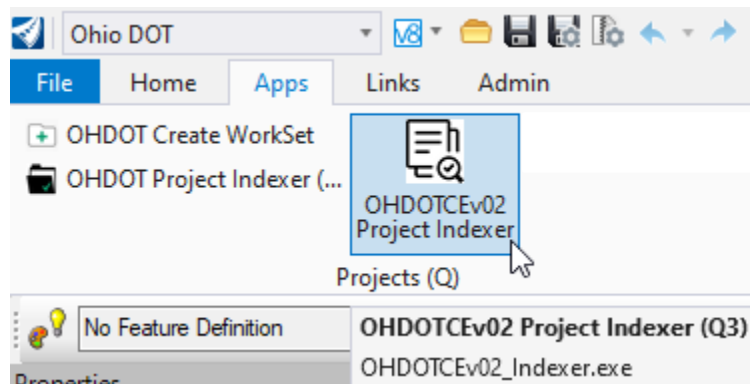 Ohio DOT
v8
File Home Apps Links Admin
OHDOT Create WorkSet
OHDOT Project Indexer (...
OHDOTCEv02
Project Indexer
Projects (Q)
No Feature Definition
OHDOTCEv02 Project Indexer (Q3)
OHDOTCEv02_Indexer.exe
Properties